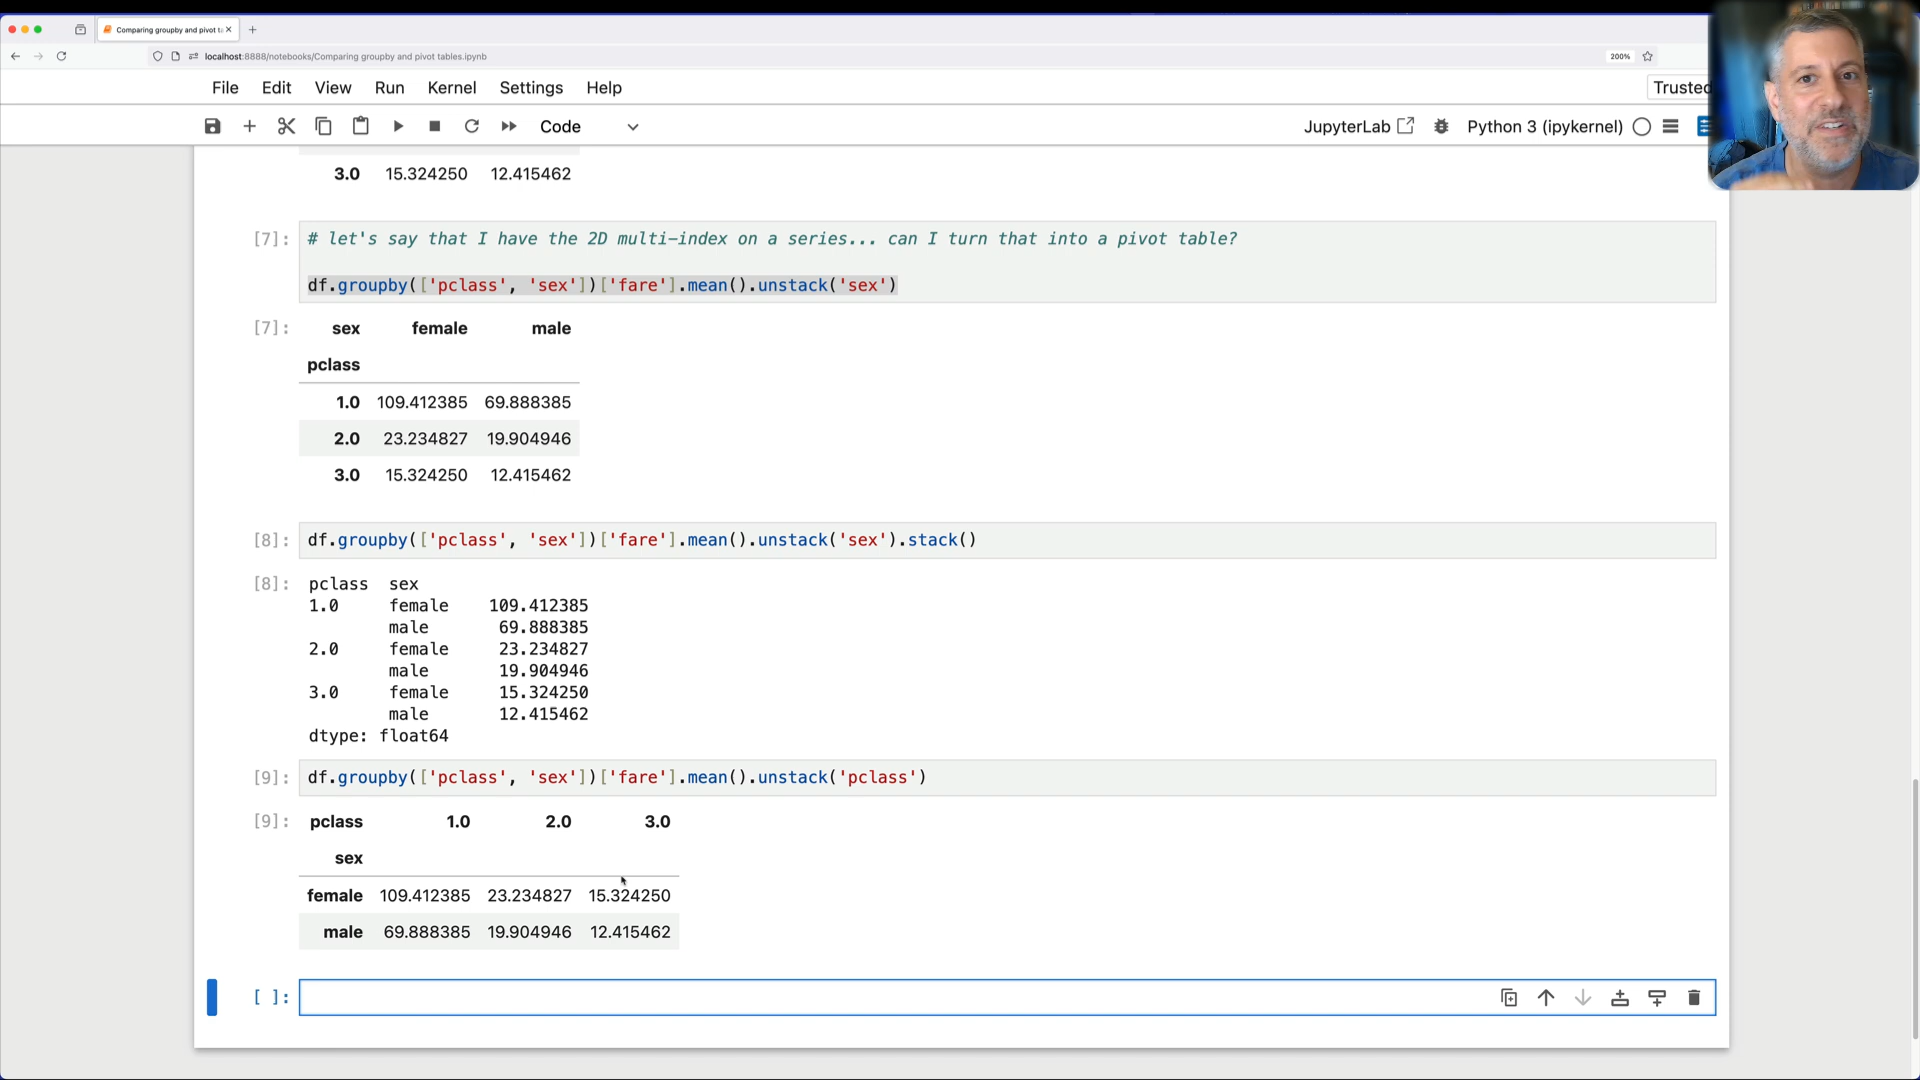 Comparing groupby and pivot ta
localhost:8888/notebooks/Comparing groupby and pivot tables.ipynb
200%
File Edit View Run Kernel Settings Help
Trusted
Code
JupyterLab
Python 3 (ipykernel)
3.0 15.324250 12.415462
[7]: # let's say that I have the 2D multi-index on a series... can I turn that into a pivot table?
df.groupby(['pclass', 'sex'])['fare'].mean().unstack('sex')
[7]: sex female male
pclass
1.0 109.412385 69.888385
2.0 23.234827 19.904946
3.0 15.324250 12.415462
[8]: df.groupby(['pclass', 'sex'])['fare'].mean().unstack('sex').stack()
[8]: pclass sex
1.0 female 109.412385
male 69.888385
2.0 female 23.234827
male 19.904946
3.0 female 15.324250
male 12.415462
dtype: float64
[9]: df.groupby(['pclass', 'sex'])['fare'].mean().unstack('pclass')
[9]: pclass 1.0 2.0 3.0
sex
female 109.412385 23.234827 15.324250
male 69.888385 19.904946 12.415462
[ ]: